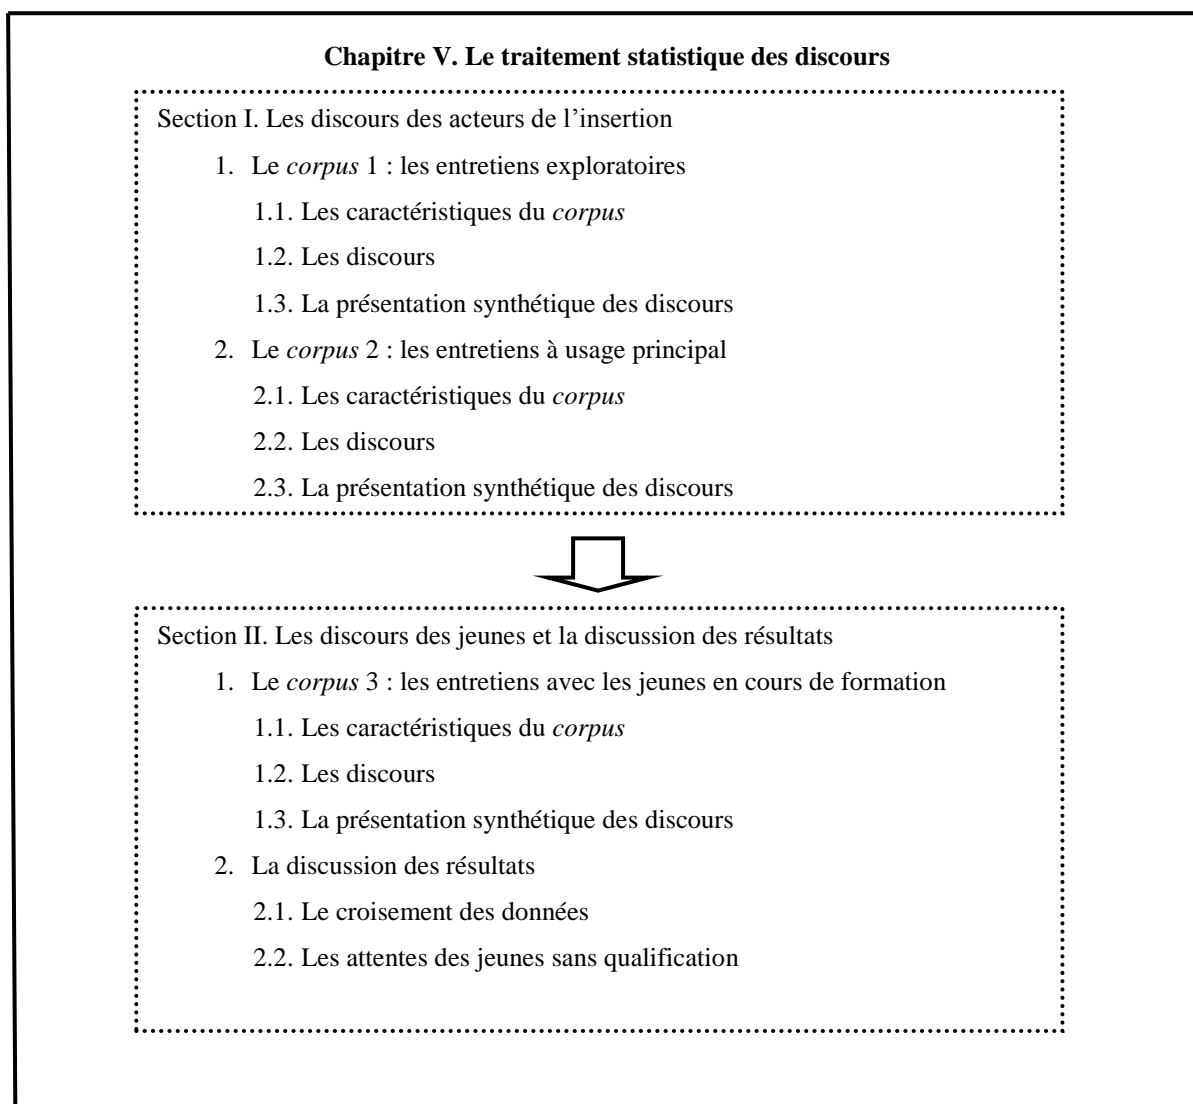 Chapitre V. Le traitement statistique des discours
Section I. Les discours des acteurs de l’insertion
1. Le corpus 1 : les entretiens exploratoires
1.1. Les caractéristiques du corpus
1.2. Les discours
1.3. La présentation synthétique des discours
2. Le corpus 2 : les entretiens à usage principal
2.1. Les caractéristiques du corpus
2.2. Les discours
2.3. La présentation synthétique des discours
Section II. Les discours des jeunes et la discussion des résultats
1. Le corpus 3 : les entretiens avec les jeunes en cours de formation
1.1. Les caractéristiques du corpus
1.2. Les discours
1.3. La présentation synthétique des discours
2. La discussion des résultats
2.1. Le croisement des données
2.2. Les attentes des jeunes sans qualification